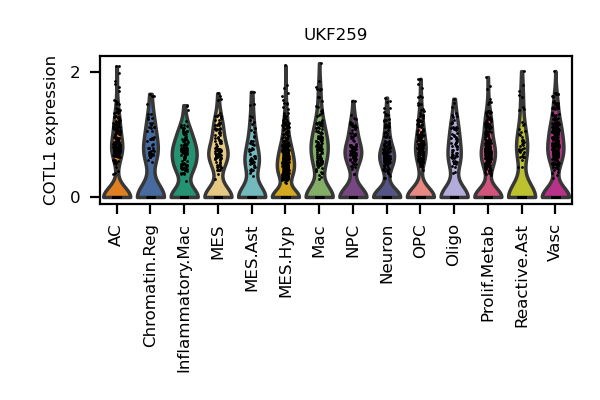 UKF259
COTL1 expression
2
0
AC
Chromatin.Reg
Inflammatory.Mac
MES
MES.Ast
MES.Hyp
Mac
NPC
Neuron
OPC
Oligo
Prolif.Metab
Reactive.Ast
Vasc